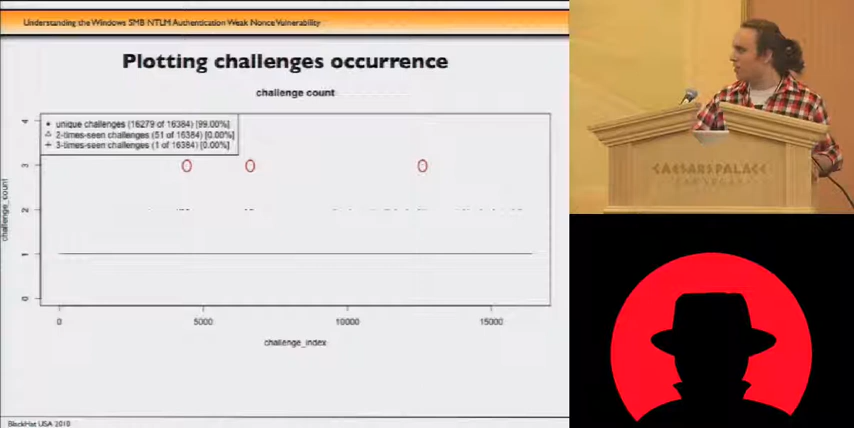 Understanding the Windows SMB NTLM Authentication Weak Nonce Vulnerability
Plotting challenges occurrence
challenge count
unique challenges (16279 of 16384) [99.00%]
2-times-seen challenges (51 of 16384) [0.00%]
3-times-seen challenges (1 of 16384) [0.00%]
4
3
2
1
0
challenge_count
0 5000 10000 15000
challenge_index
BlackHat USA 2010
CAESARS PALACE